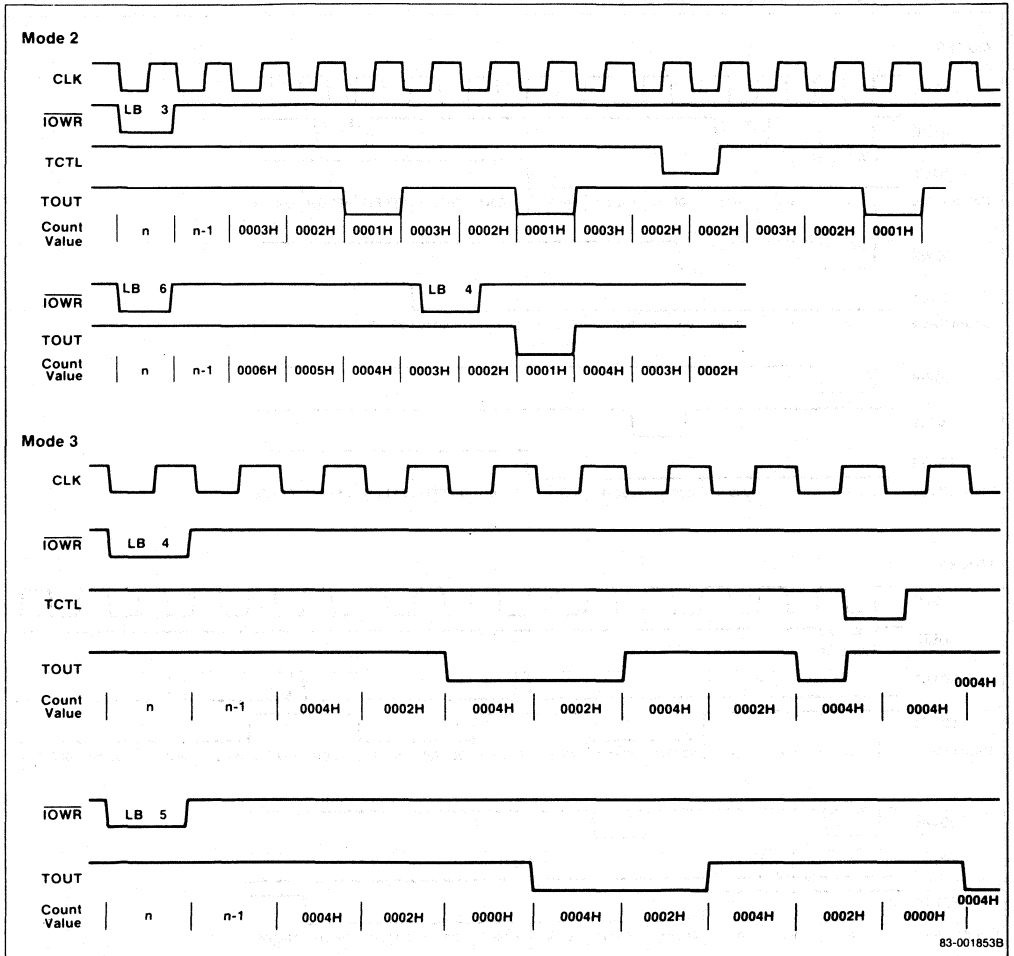 Mode 2
CLK
IOWR LB 3
TCTL
TOUT
Count Value n n-1 0003H 0002H 0001H 0003H 0002H 0001H 0003H 0002H 0002H 0003H 0002H 0001H
IOWR LB 6 LB 4
TOUT
Count Value n n-1 0006H 0005H 0004H 0003H 0002H 0001H 0004H 0003H 0002H
Mode 3
CLK
IOWR LB 4
TCTL
TOUT
Count Value n n-1 0004H 0002H 0004H 0002H 0004H 0002H 0004H 0004H 0004H
IOWR LB 5
TOUT
Count Value n n-1 0004H 0002H 0000H 0004H 0002H 0004H 0002H 0000H 0004H
83-001853B